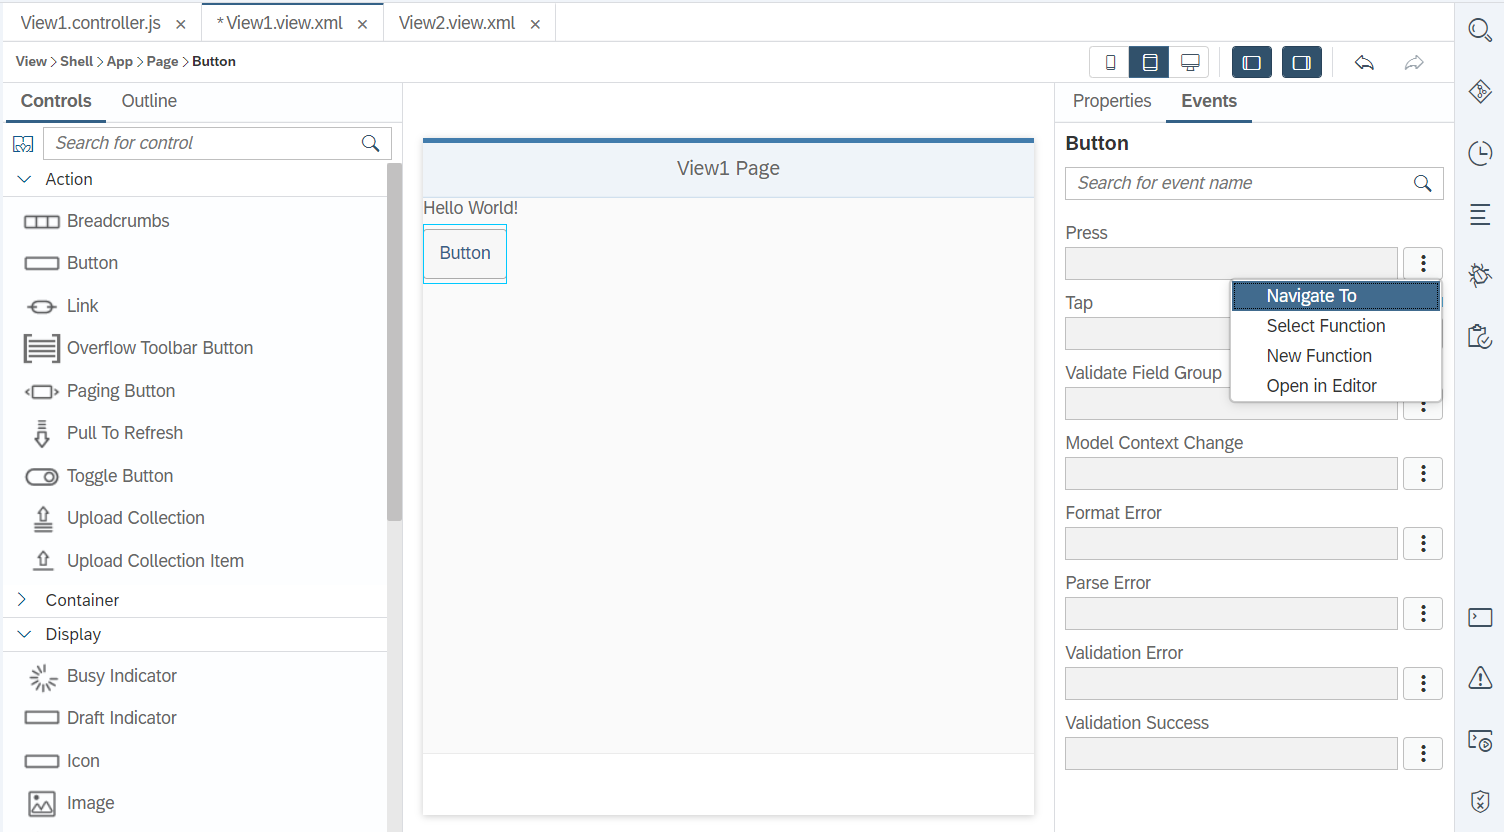 View1.controller.js
*View1.view.xml
View2.view.xml
View > Shell > App > Page > Button
Controls Outline
Search for control
Action
Breadcrumbs
Button
Link
Overflow Toolbar Button
Paging Button
Pull To Refresh
Toggle Button
Upload Collection
Upload Collection Item
Container
Display
Busy Indicator
Draft Indicator
Icon
Image
View1 Page
Hello World!
Button
Properties Events
Button
Search for event name
Press
Navigate To
Select Function
New Function
Open in Editor
Tap
Validate Field Group
Model Context Change
Format Error
Parse Error
Validation Error
Validation Success